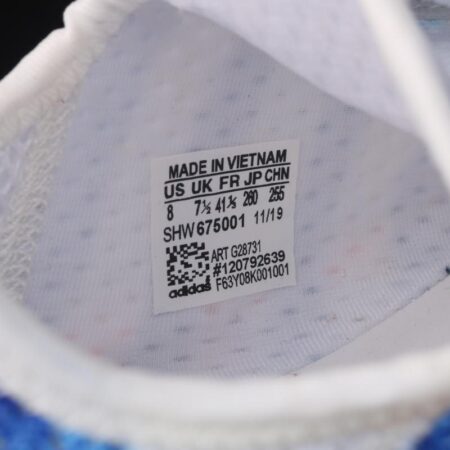 MADE IN VIETNAM
US UK FR JP CHN
8 7½ 41⅓ 260 255
SHW 675001 11/19
ART G28731
#120792639
adidas F63Y08K001001